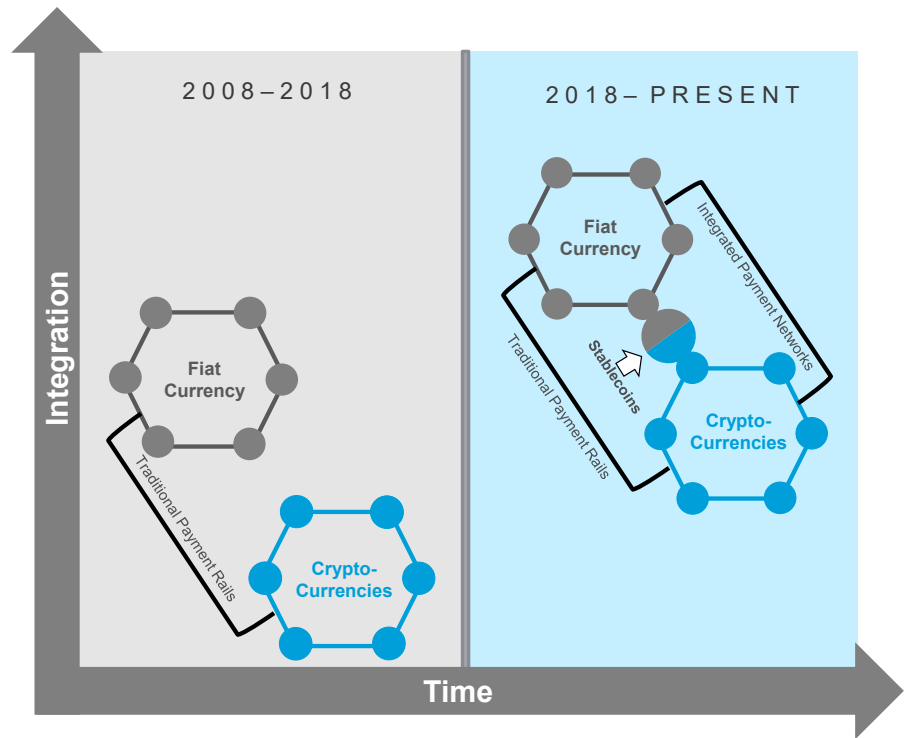 Integration
2008–2018
Fiat
Currency
Traditional Payment Rails
Crypto-
Currencies
2018– PRESENT
Fiat
Currency
Integrated Payment Networks
Traditional Payment Rails
Stablecoins
Crypto-
Currencies
Time